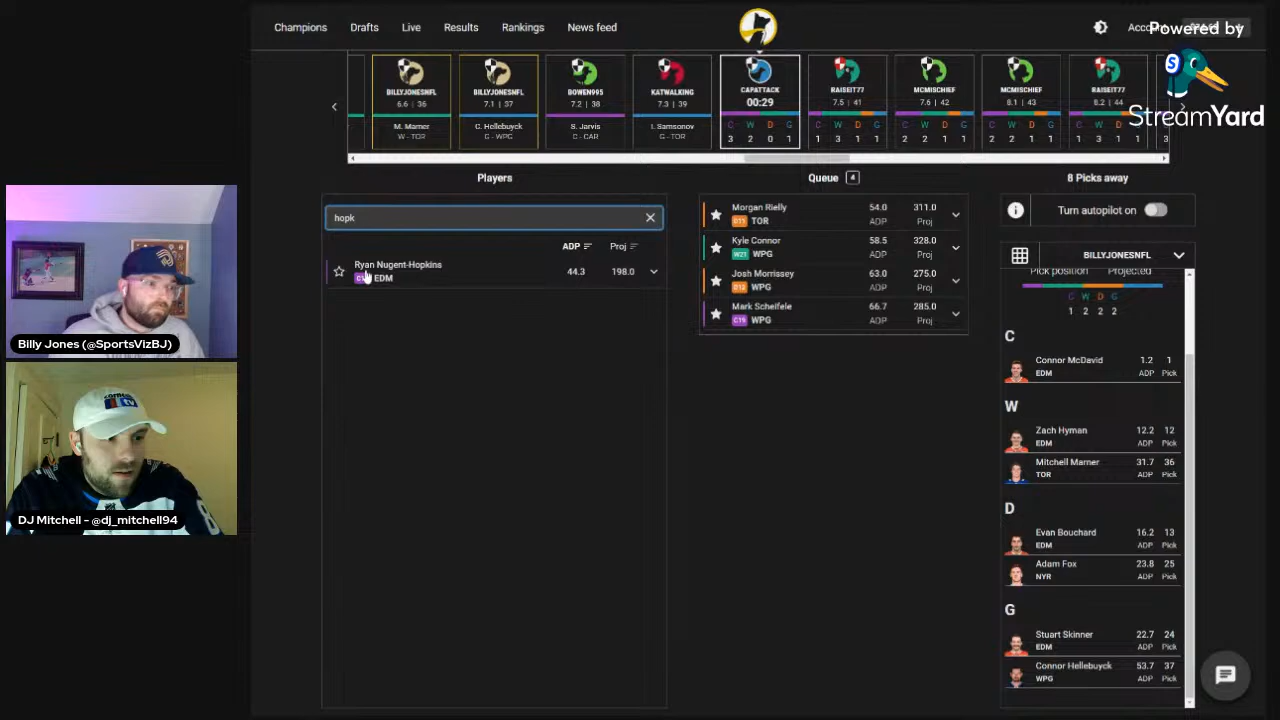 Champions Drafts Live Results Rankings News feed
Powered by
StreamYard
BILLYJONESNFL
6.6 | 36
M. Marner
W - TOR
BILLYJONESNFL
7.1 | 37
C. Hellebuyck
G - WPG
BOWEN995
7.2 | 38
S. Jarvis
C - CAR
KATWALKING
7.3 | 39
I. Samsonov
G - TOR
CAPATTACK
00:29
C W D G
3 2 0 1
RAISEIT77
7.5 | 41
C W D G
1 3 1 1
MCMISCHIEF
7.6 | 42
C W D G
2 2 1 1
MCMISCHIEF
8.1 | 43
C W D G
2 2 1 1
RAISEIT77
8.2 | 44
C W D G
1 3 1 1
3
Players
Queue 4
8 Picks away
hopk
ADP Proj
Ryan Nugent-Hopkins 44.3 198.0
EDM
Morgan Rielly 54.0 311.0
D11 TOR ADP Proj
Kyle Connor 58.5 328.0
W21 WPG ADP Proj
Josh Morrissey 63.0 275.0
D12 WPG ADP Proj
Mark Scheifele 66.7 285.0
C19 WPG ADP Proj
Turn autopilot on
BILLYJONESNFL
Pick position Projected
C W D G
1 2 2 2
C
Connor McDavid 1.2 1
EDM ADP Pick
W
Zach Hyman 12.2 12
EDM ADP Pick
Mitchell Marner 31.7 36
TOR ADP Pick
D
Evan Bouchard 16.2 13
EDM ADP Pick
Adam Fox 23.8 25
NYR ADP Pick
G
Stuart Skinner 22.7 24
EDM ADP Pick
Connor Hellebuyck 53.7 37
WPG ADP Pick
Billy Jones (@SportsVizBJ)
DJ Mitchell - @dj_mitchell94